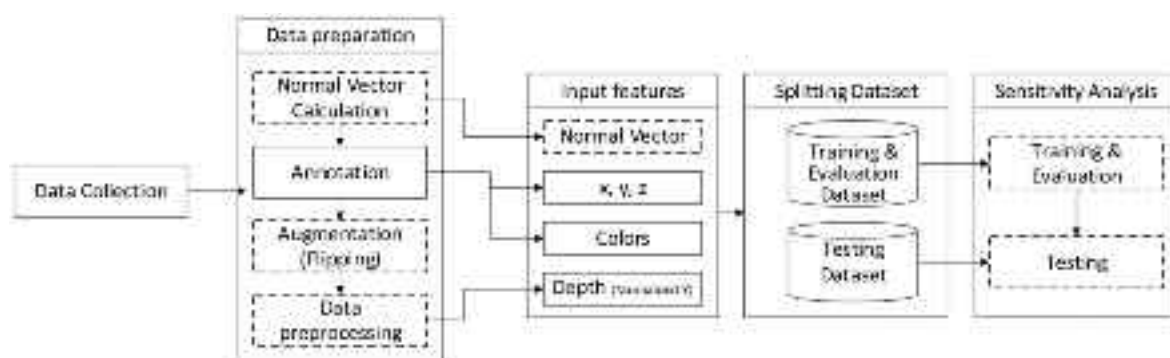 Data Collection
Data preparation
Normal Vector
Calculation
Annotation
Augmentation
(Flipping)
Data
preprocessing
Input features
Normal Vector
x, y, z
Colors
Depth
Splitting Dataset
Training &
Evaluation
Dataset
Testing
Dataset
Sensitivity Analysis
Training &
Evaluation
Testing